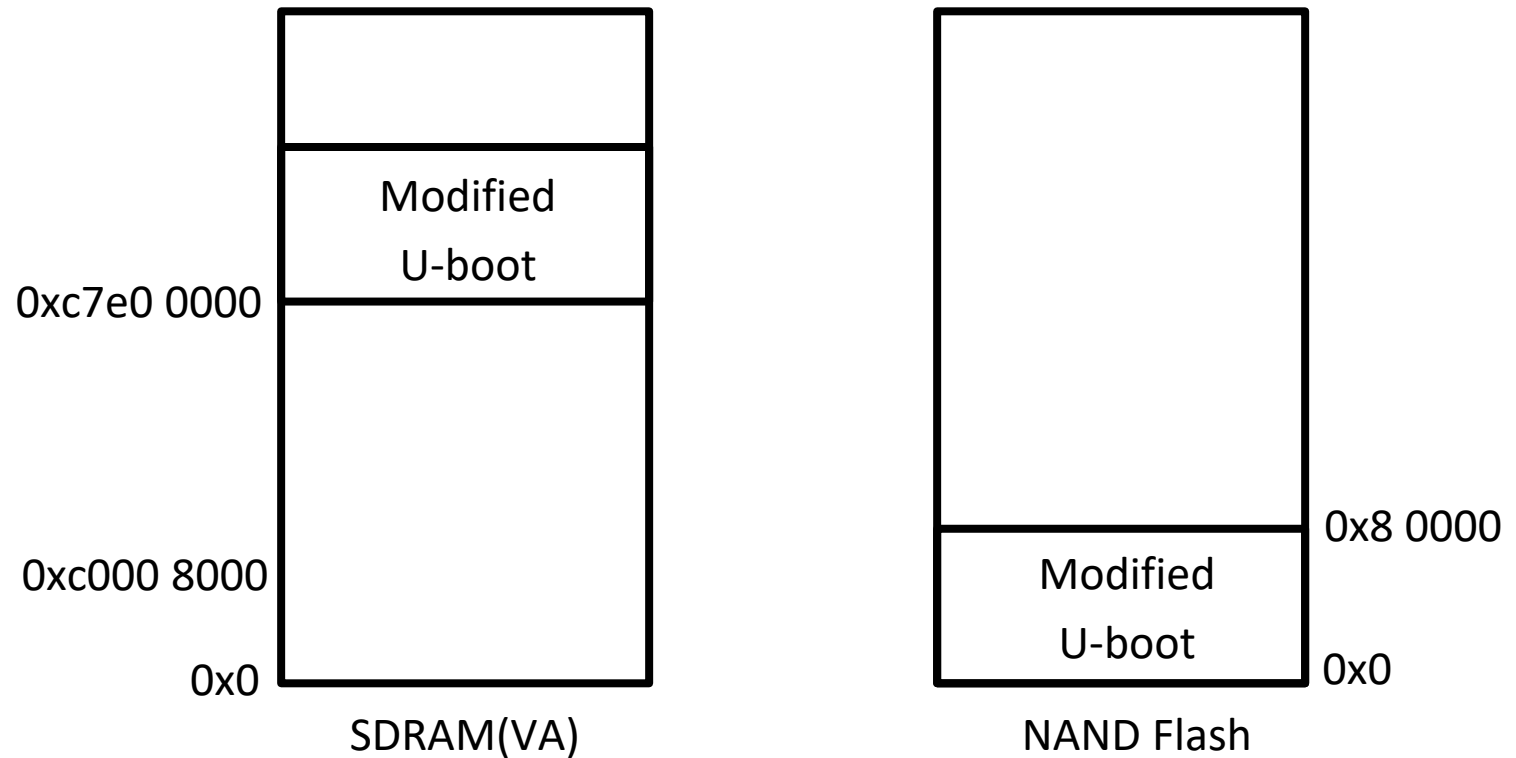 Modified
U-boot
0xc7e0 0000
0xc000 8000
0x0
SDRAM(VA)
0x8 0000
Modified
U-boot
0x0
NAND Flash